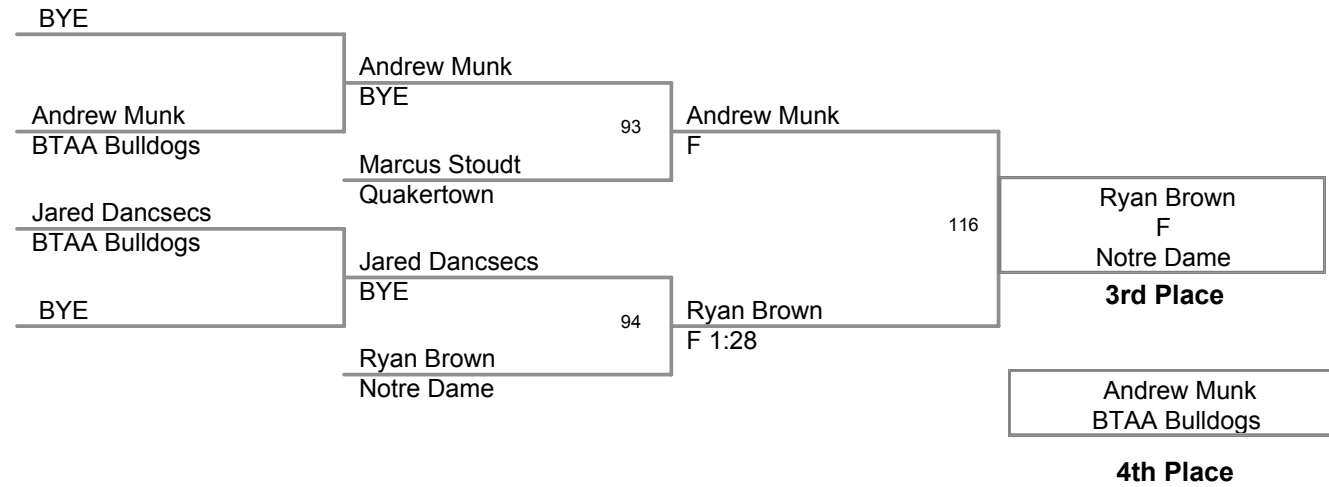 BYE
Andrew Munk
BTAA Bulldogs
Jared Dancsecs
BTAA Bulldogs
BYE
Andrew Munk
BYE
93
Marcus Stoudt
Quakertown
Jared Dancsecs
BYE
94
Ryan Brown
Notre Dame
Andrew Munk
F
116
Ryan Brown
F 1:28
Ryan Brown
F
Notre Dame
3rd Place
Andrew Munk
BTAA Bulldogs
4th Place